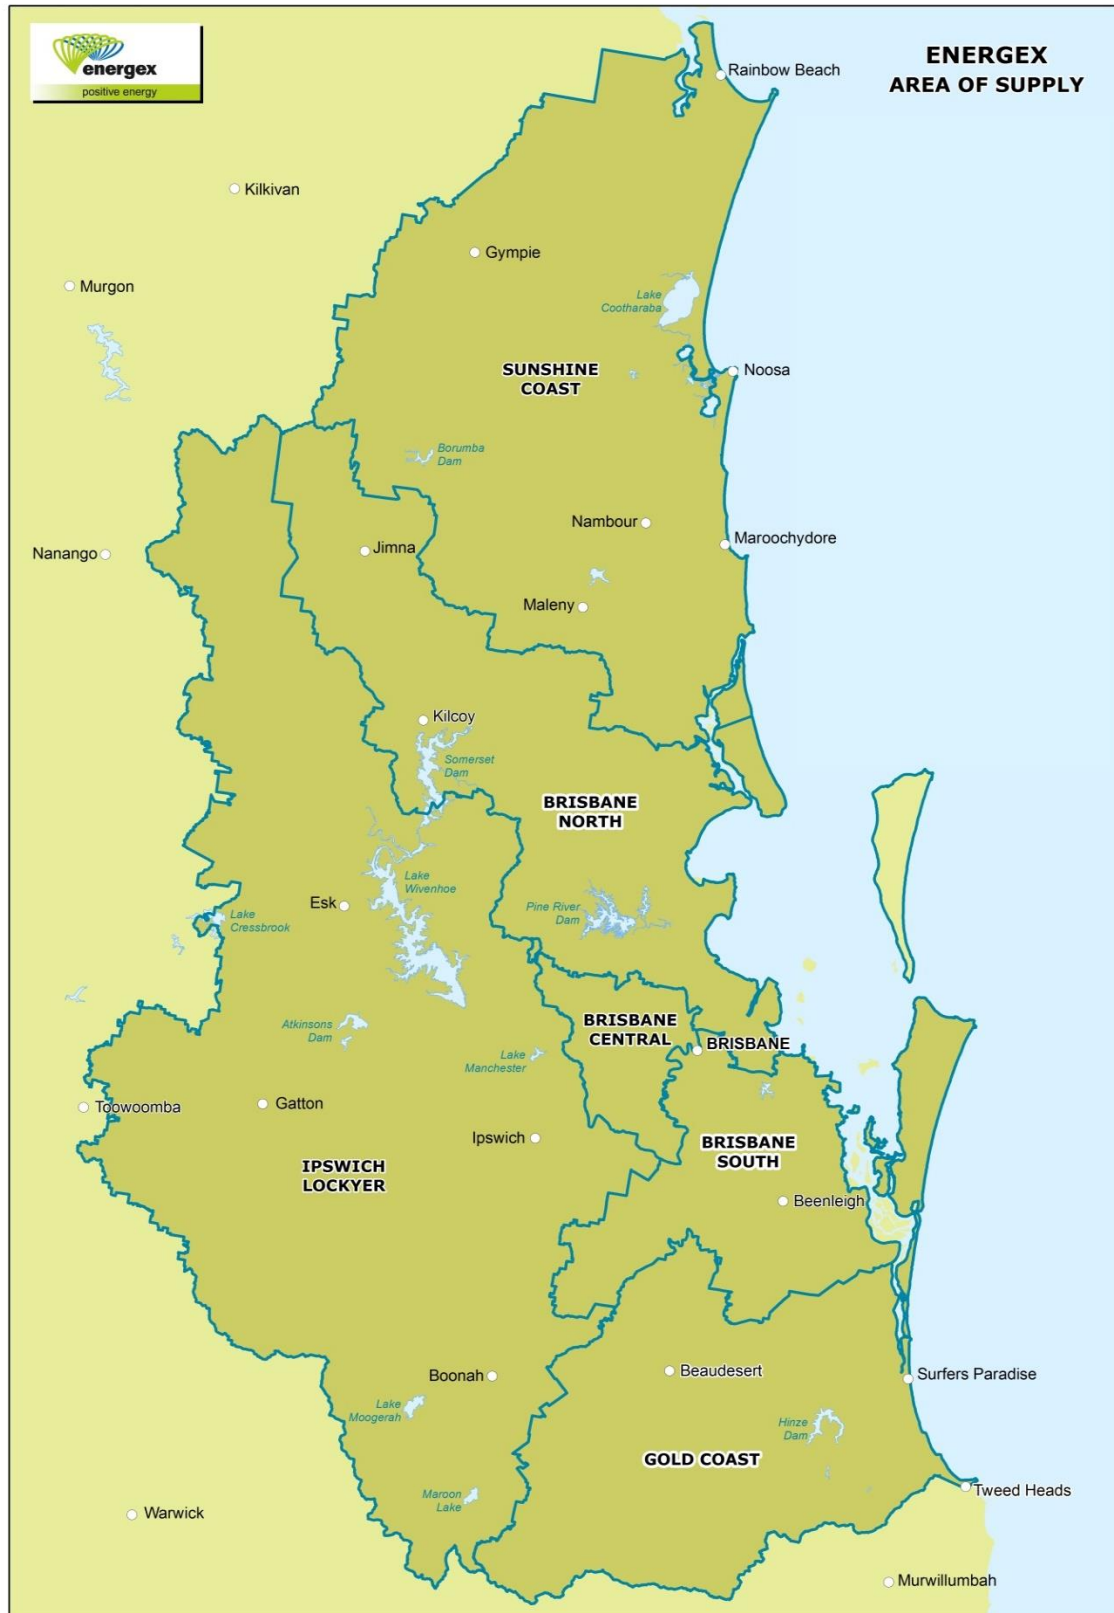 energex
positive energy
ENERGEX
AREA OF SUPPLY
Rainbow Beach
Kilkivan
Gympie
Murgon
Lake
Cootharaba
SUNSHINE
COAST
Noosa
Borumba
Dam
Nambour
Maroochydore
Nanango
Jimna
Maleny
Kilcoy
Somerset
Dam
BRISBANE
NORTH
Lake
Wivenhoe
Esk
Pine River
Dam
Lake
Cressbrook
Atkinsons
Dam
BRISBANE
CENTRAL
BRISBANE
Lake
Manchester
Toowoomba
Gatton
Ipswich
BRISBANE
SOUTH
IPSWICH
LOCKYER
Beenleigh
Boonah
Beaudesert
Surfers Paradise
Lake
Moogerah
Hinze
Dam
GOLD COAST
Maroon
Lake
Tweed Heads
Warwick
Murwillumbah